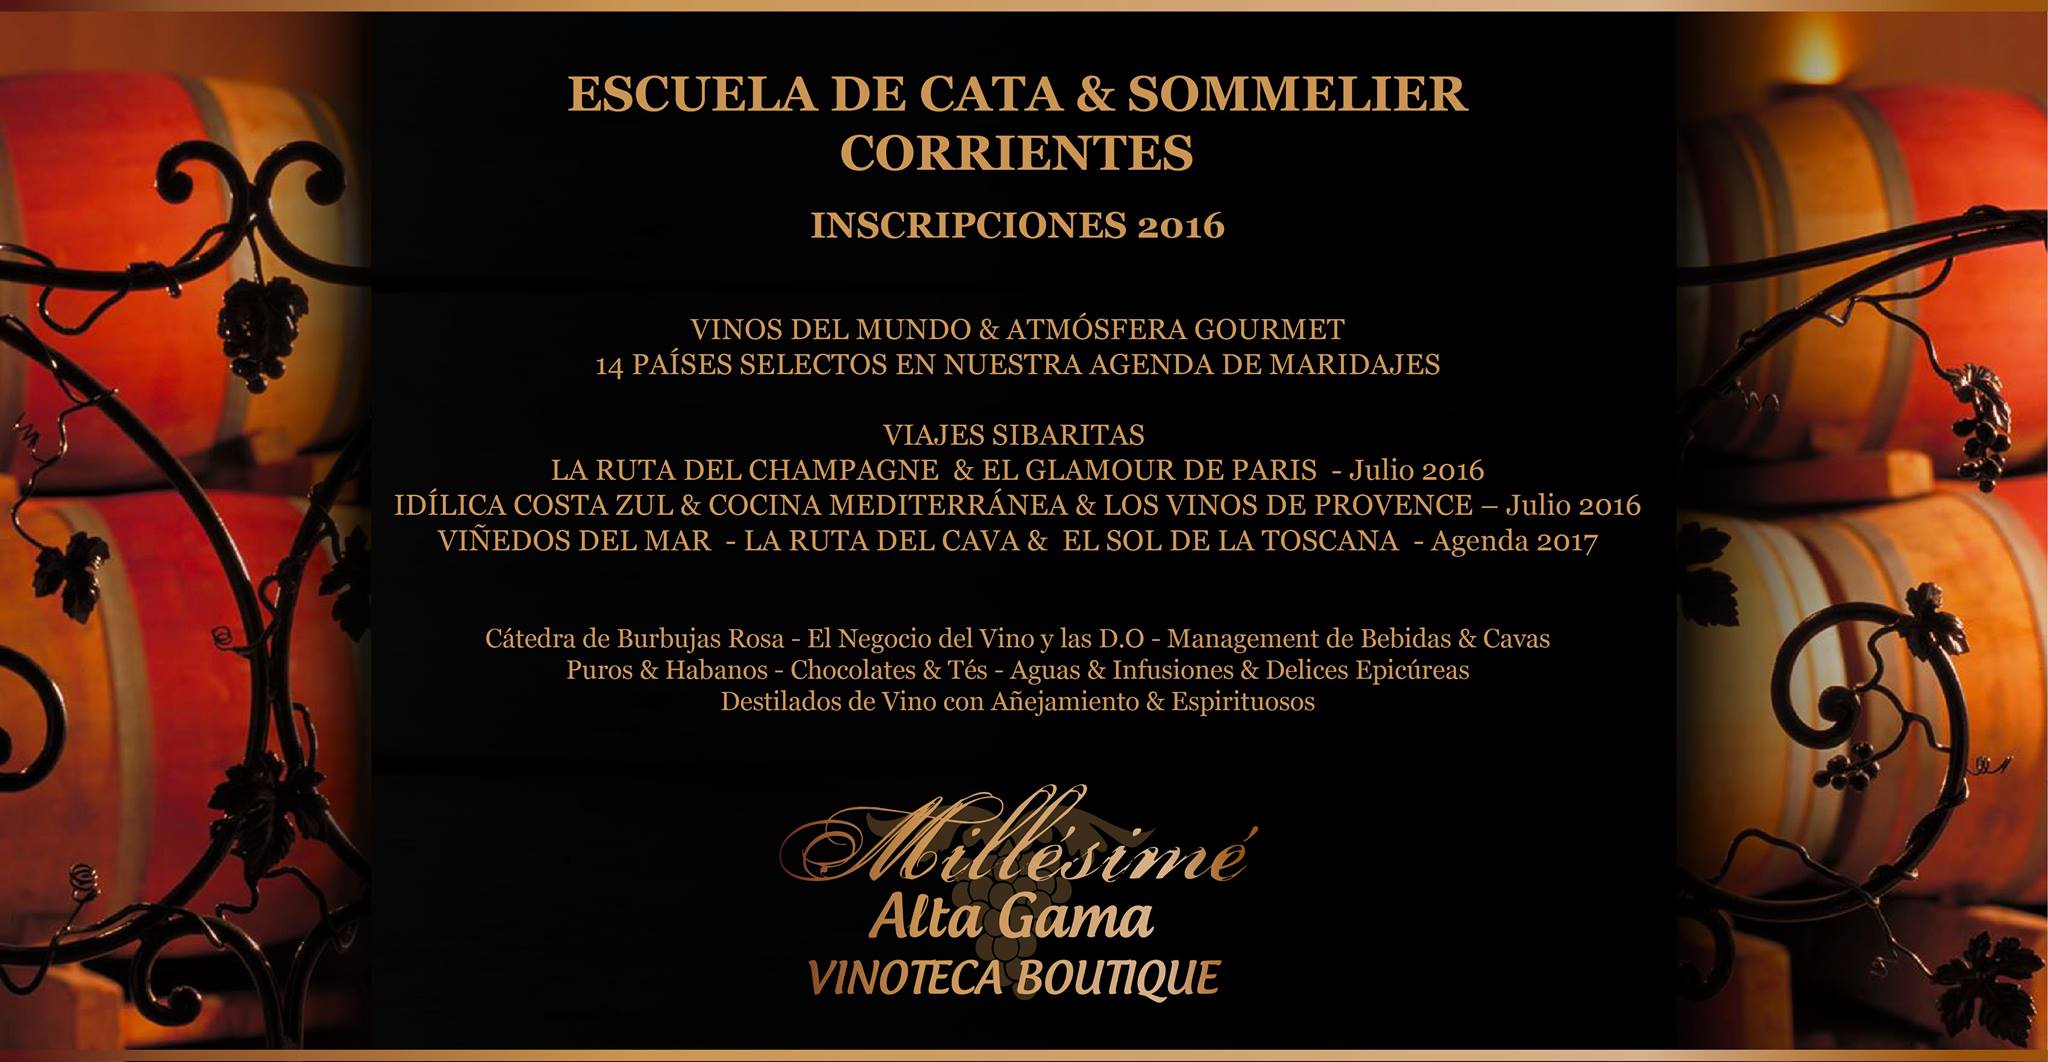 ESCUELA DE CATA & SOMMELIER
CORRIENTES
INSCRIPCIONES 2016
VINOS DEL MUNDO & ATMÓSFERA GOURMET
14 PAÍSES SELECTOS EN NUESTRA AGENDA DE MARIDAJES
VIAJES SIBARITAS
LA RUTA DEL CHAMPAGNE & EL GLAMOUR DE PARIS - Julio 2016
IDÍLICA COSTA ZUL & COCINA MEDITERRÁNEA & LOS VINOS DE PROVENCE – Julio 2016
VIÑEDOS DEL MAR - LA RUTA DEL CAVA & EL SOL DE LA TOSCANA - Agenda 2017
Cátedra de Burbujas Rosa - El Negocio del Vino y las D.O - Management de Bebidas & Cavas
Puros & Habanos - Chocolates & Tés - Aguas & Infusiones & Delices Epicúreas
Destilados de Vino con Añejamiento & Espirituosos
Millésimé
Alta Gama
VINOTECA BOUTIQUE